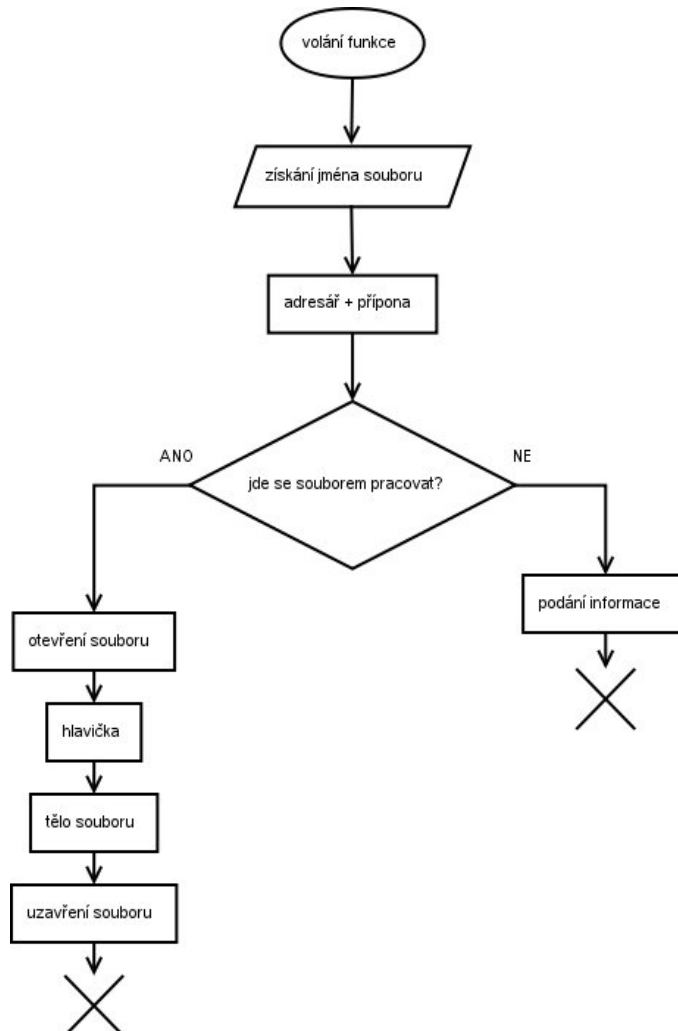 volání funkce
získání jména souboru
adresář + přípona
jde se souborem pracovat?
ANO
NE
otevření souboru
podání informace
hlavička
tělo souboru
uzavření souboru